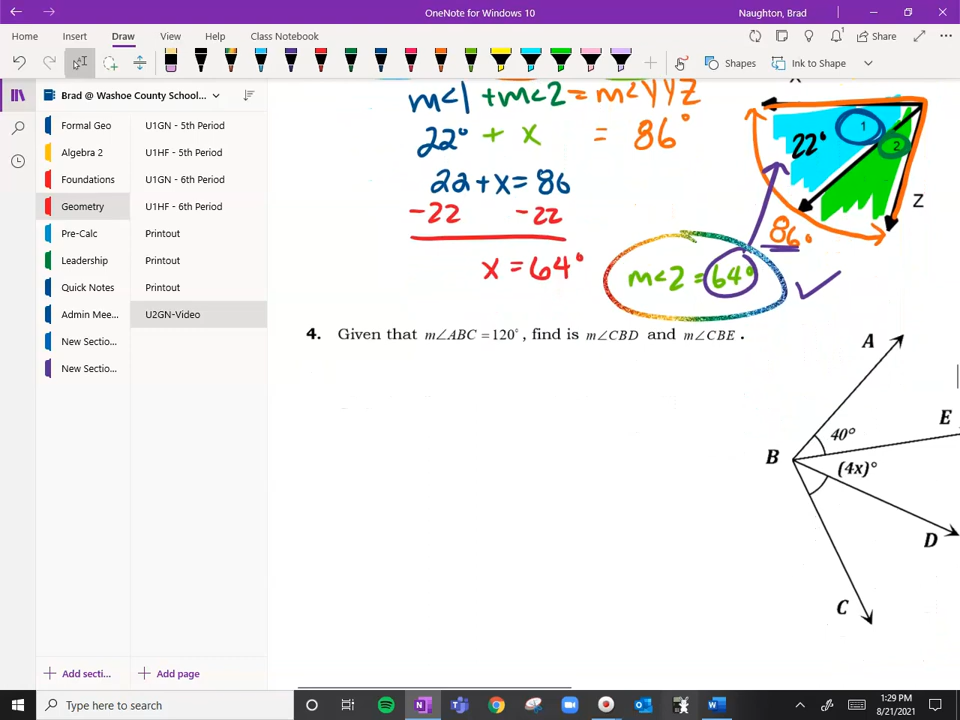 OneNote for Windows 10
Naughton, Brad
Home
Insert
Draw
View
Help
Class Notebook
Share
Shapes
Ink to Shape
Brad @ Washoe County School...
Formal Geo
Algebra 2
Foundations
Geometry
Pre-Calc
Leadership
Quick Notes
Admin Mee...
New Sectio...
New Sectio...
U1GN - 5th Period
U1HF - 5th Period
U1GN - 6th Period
U1HF - 6th Period
Printout
Printout
Printout
U2GN-Video
Add secti...
Add page
m<1 + m<2 = m<YYZ
22° + x = 86°
22 + x = 86
-22 -22
x = 64°
m<2 = 64°
1
2
22°
86°
Z
4. Given that m∠ABC = 120°, find is m∠CBD and m∠CBE.
A
E
40°
B
(4x)°
D
C
Type here to search
1:29 PM
8/21/2021